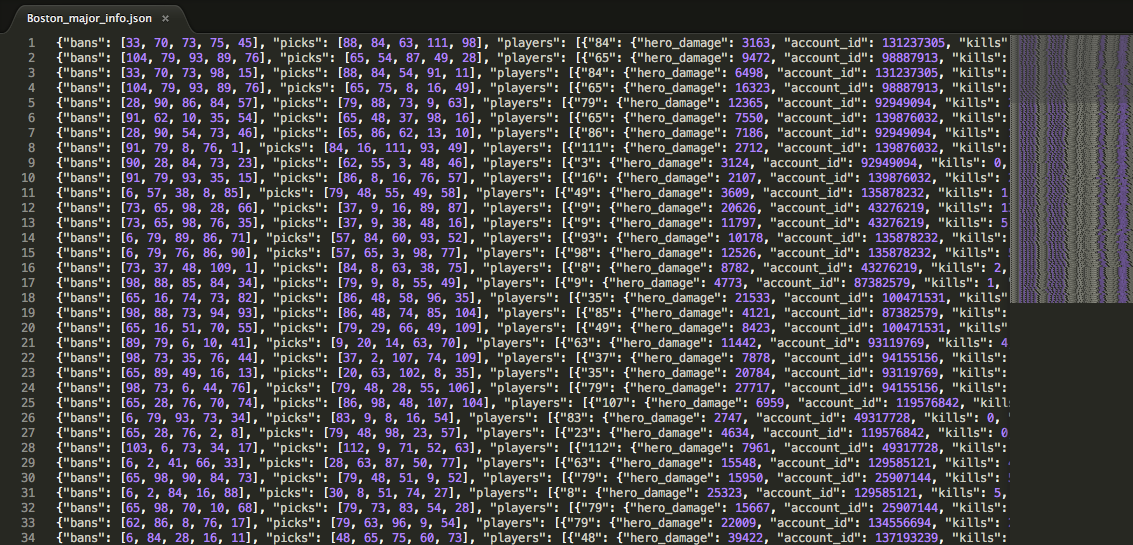 Boston_major_info.json ×
1 {"bans": [33, 70, 73, 75, 45], "picks": [88, 84, 63, 111, 98], "players": [{"84": {"hero_damage": 3163, "account_id": 131237305, "kills"
2 {"bans": [104, 79, 93, 89, 76], "picks": [65, 54, 87, 49, 28], "players": [{"65": {"hero_damage": 9472, "account_id": 98887913, "kills":
3 {"bans": [33, 70, 73, 98, 15], "picks": [88, 84, 54, 91, 11], "players": [{"84": {"hero_damage": 6498, "account_id": 131237305, "kills":
4 {"bans": [104, 79, 93, 89, 76], "picks": [65, 75, 8, 16, 49], "players": [{"65": {"hero_damage": 16323, "account_id": 98887913, "kills":
5 {"bans": [28, 90, 86, 84, 57], "picks": [79, 88, 73, 9, 63], "players": [{"79": {"hero_damage": 12365, "account_id": 92949094, "kills":
6 {"bans": [91, 62, 10, 35, 54], "picks": [65, 48, 37, 98, 16], "players": [{"65": {"hero_damage": 7550, "account_id": 139876032, "kills":
7 {"bans": [28, 90, 54, 73, 46], "picks": [65, 86, 62, 13, 10], "players": [{"86": {"hero_damage": 7186, "account_id": 92949094, "kills":
8 {"bans": [91, 79, 8, 76, 1], "picks": [84, 16, 111, 93, 49], "players": [{"111": {"hero_damage": 2712, "account_id": 139876032, "kills":
9 {"bans": [90, 28, 84, 73, 23], "picks": [62, 55, 3, 48, 46], "players": [{"3": {"hero_damage": 3124, "account_id": 92949094, "kills": 0,
10 {"bans": [91, 79, 93, 35, 15], "picks": [86, 8, 16, 76, 57], "players": [{"16": {"hero_damage": 2107, "account_id": 139876032, "kills":
11 {"bans": [6, 57, 38, 8, 85], "picks": [79, 48, 55, 49, 58], "players": [{"49": {"hero_damage": 3609, "account_id": 135878232, "kills": 1
12 {"bans": [73, 65, 98, 28, 66], "picks": [37, 9, 16, 89, 87], "players": [{"9": {"hero_damage": 20626, "account_id": 43276219, "kills": 1
13 {"bans": [73, 65, 98, 76, 35], "picks": [37, 9, 38, 48, 16], "players": [{"9": {"hero_damage": 11797, "account_id": 43276219, "kills": 5
14 {"bans": [6, 79, 89, 86, 71], "picks": [57, 84, 60, 93, 52], "players": [{"93": {"hero_damage": 10178, "account_id": 135878232, "kills":
15 {"bans": [6, 79, 76, 86, 90], "picks": [57, 65, 3, 98, 77], "players": [{"98": {"hero_damage": 12526, "account_id": 135878232, "kills":
16 {"bans": [73, 37, 48, 109, 1], "picks": [84, 8, 63, 38, 75], "players": [{"8": {"hero_damage": 8782, "account_id": 43276219, "kills": 2,
17 {"bans": [98, 88, 85, 84, 34], "picks": [79, 9, 8, 55, 49], "players": [{"9": {"hero_damage": 4773, "account_id": 87382579, "kills": 1,
18 {"bans": [65, 16, 74, 73, 82], "picks": [86, 48, 58, 96, 35], "players": [{"35": {"hero_damage": 21533, "account_id": 100471531, "kills"
19 {"bans": [98, 88, 73, 94, 93], "picks": [86, 48, 74, 85, 104], "players": [{"85": {"hero_damage": 4121, "account_id": 87382579, "kills":
20 {"bans": [65, 16, 51, 70, 55], "picks": [79, 29, 66, 49, 109], "players": [{"49": {"hero_damage": 8423, "account_id": 100471531, "kills"
21 {"bans": [89, 79, 6, 10, 41], "picks": [9, 20, 14, 63, 70], "players": [{"63": {"hero_damage": 11442, "account_id": 93119769, "kills": 4
22 {"bans": [98, 73, 35, 76, 44], "picks": [37, 2, 107, 74, 109], "players": [{"37": {"hero_damage": 7878, "account_id": 94155156, "kills":
23 {"bans": [65, 89, 49, 16, 13], "picks": [20, 63, 102, 8, 35], "players": [{"35": {"hero_damage": 20784, "account_id": 93119769, "kills":
24 {"bans": [98, 73, 6, 44, 76], "picks": [79, 48, 28, 55, 106], "players": [{"79": {"hero_damage": 27717, "account_id": 94155156, "kills":
25 {"bans": [65, 28, 76, 70, 74], "picks": [86, 98, 48, 107, 104], "players": [{"107": {"hero_damage": 6959, "account_id": 119576842, "kill
26 {"bans": [6, 79, 93, 73, 34], "picks": [83, 9, 8, 16, 54], "players": [{"83": {"hero_damage": 2747, "account_id": 49317728, "kills": 0,
27 {"bans": [65, 28, 76, 2, 8], "picks": [79, 48, 98, 23, 57], "players": [{"23": {"hero_damage": 4634, "account_id": 119576842, "kills": 0
28 {"bans": [103, 6, 73, 34, 17], "picks": [112, 9, 71, 52, 63], "players": [{"112": {"hero_damage": 7961, "account_id": 49317728, "kills":
29 {"bans": [6, 2, 41, 66, 33], "picks": [28, 63, 87, 50, 77], "players": [{"63": {"hero_damage": 15548, "account_id": 129585121, "kills":
30 {"bans": [65, 98, 90, 84, 73], "picks": [79, 48, 51, 9, 52], "players": [{"79": {"hero_damage": 15950, "account_id": 25907144, "kills":
31 {"bans": [6, 2, 84, 16, 88], "picks": [30, 8, 51, 74, 27], "players": [{"8": {"hero_damage": 25323, "account_id": 129585121, "kills": 5,
32 {"bans": [65, 98, 70, 10, 68], "picks": [79, 73, 83, 54, 28], "players": [{"79": {"hero_damage": 15667, "account_id": 25907144, "kills":
33 {"bans": [62, 86, 8, 76, 17], "picks": [79, 63, 96, 9, 54], "players": [{"79": {"hero_damage": 22009, "account_id": 134556694, "kills":
34 {"bans": [6, 84, 28, 16, 11], "picks": [48, 65, 75, 60, 73], "players": [{"48": {"hero_damage": 39422, "account_id": 137193239, "kills":